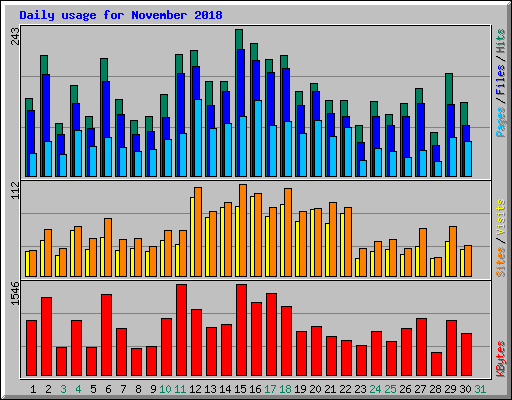 Daily usage for November 2018
243
Pages / Files / Hits
112
Sites / Visits
1546
KBytes
1 2 3 4 5 6 7 8 9 10 11 12 13 14 15 16 17 18 19 20 21 22 23 24 25 26 27 28 29 30 31